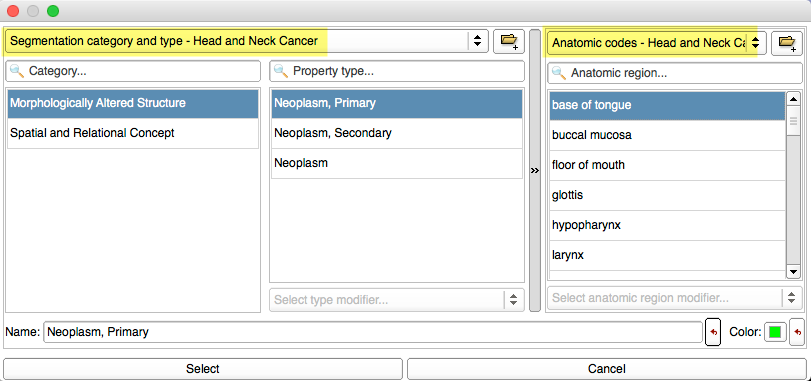 Segmentation category and type - Head and Neck Cancer
Anatomic codes - Head and Neck Ca
Category...
Property type...
Anatomic region...
Morphologically Altered Structure
Spatial and Relational Concept
Neoplasm, Primary
Neoplasm, Secondary
Neoplasm
base of tongue
buccal mucosa
floor of mouth
glottis
hypopharynx
larynx
»
Select type modifier...
Select anatomic region modifier...
Name: Neoplasm, Primary
Color:
Select
Cancel